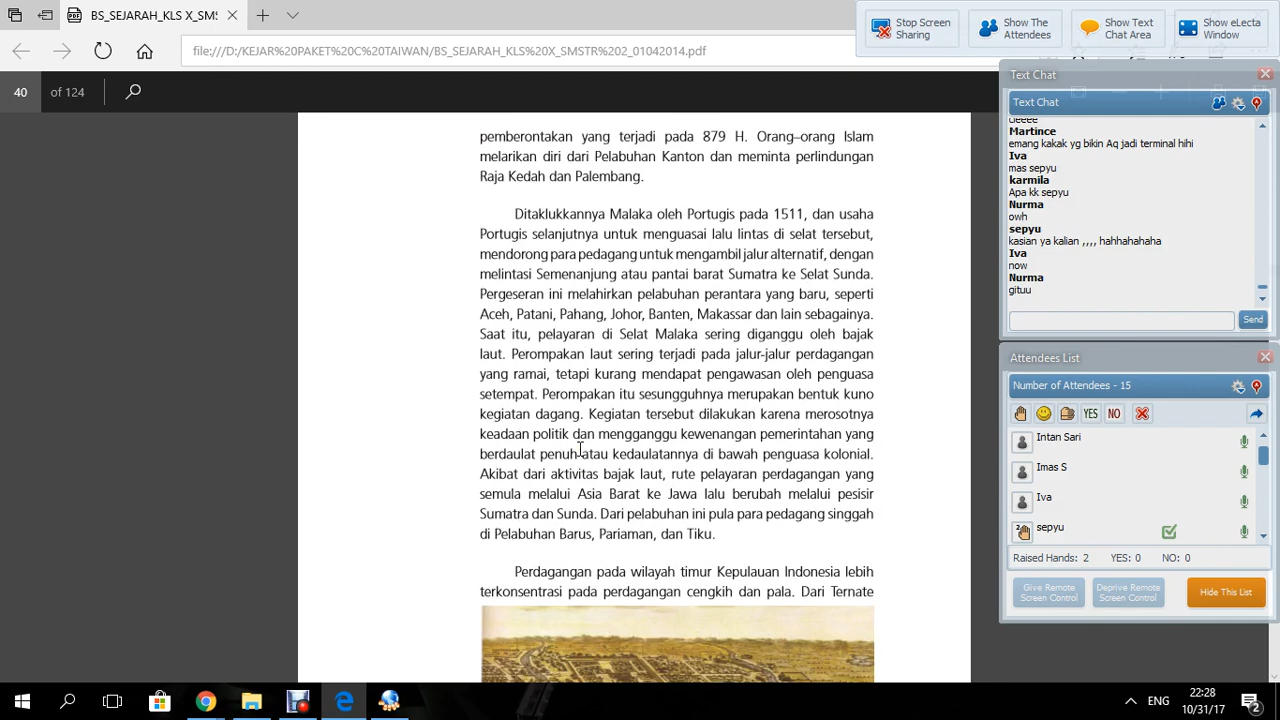 BS_SEJARAH_KLS X_SMS
file:///D:/KEJAR%20PAKET%20C%20TAIWAN/BS_SEJARAH_KLS%20X_SMSTR%202_01042014.pdf
Stop Screen
Sharing
Show The
Attendees
Show Text
Chat Area
Show eLecta
Window
40 of 124
pemberontakan yang terjadi pada 879 H. Orang–orang Islam
melarikan diri dari Pelabuhan Kanton dan meminta perlindungan
Raja Kedah dan Palembang.
Ditaklukkannya Malaka oleh Portugis pada 1511, dan usaha
Portugis selanjutnya untuk menguasai lalu lintas di selat tersebut,
mendorong para pedagang untuk mengambil jalur alternatif, dengan
melintasi Semenanjung atau pantai barat Sumatra ke Selat Sunda.
Pergeseran ini melahirkan pelabuhan perantara yang baru, seperti
Aceh, Patani, Pahang, Johor, Banten, Makassar dan lain sebagainya.
Saat itu, pelayaran di Selat Malaka sering diganggu oleh bajak
laut. Perompakan laut sering terjadi pada jalur-jalur perdagangan
yang ramai, tetapi kurang mendapat pengawasan oleh penguasa
setempat. Perompakan itu sesungguhnya merupakan bentuk kuno
kegiatan dagang. Kegiatan tersebut dilakukan karena merosotnya
keadaan politik dan mengganggu kewenangan pemerintahan yang
berdaulat penuh atau kedaulatannya di bawah penguasa kolonial.
Akibat dari aktivitas bajak laut, rute pelayaran perdagangan yang
semula melalui Asia Barat ke Jawa lalu berubah melalui pesisir
Sumatra dan Sunda. Dari pelabuhan ini pula para pedagang singgah
di Pelabuhan Barus, Pariaman, dan Tiku.
Perdagangan pada wilayah timur Kepulauan Indonesia lebih
terkonsentrasi pada perdagangan cengkih dan pala. Dari Ternate
Text Chat
Text Chat
Martince
emang kakak yg bikin Aq jadi terminal hihi
Iva
mas sepyu
karmila
Apa kk sepyu
Nurma
owh
sepyu
kasian ya kalian ,,,, hahhahahaha
Iva
now
Nurma
gituu
Send
Attendees List
Number of Attendees - 15
YES NO
Intan Sari
Imas S
Iva
sepyu
Raised Hands: 2 YES: 0 NO: 0
Give Remote
Screen Control
Deprive Remote
Screen Control
Hide This List
ENG
22:28
10/31/17
2